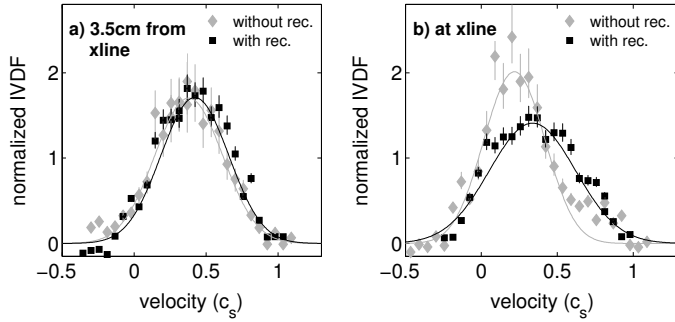 a) 3.5cm from
xline
without rec.
with rec.
normalized IVDF
2
1
0
−0.5
0
0.5
1
velocity (cₛ)
b) at xline
without rec.
with rec.
normalized IVDF
2
1
0
−0.5
0
0.5
1
velocity (cₛ)